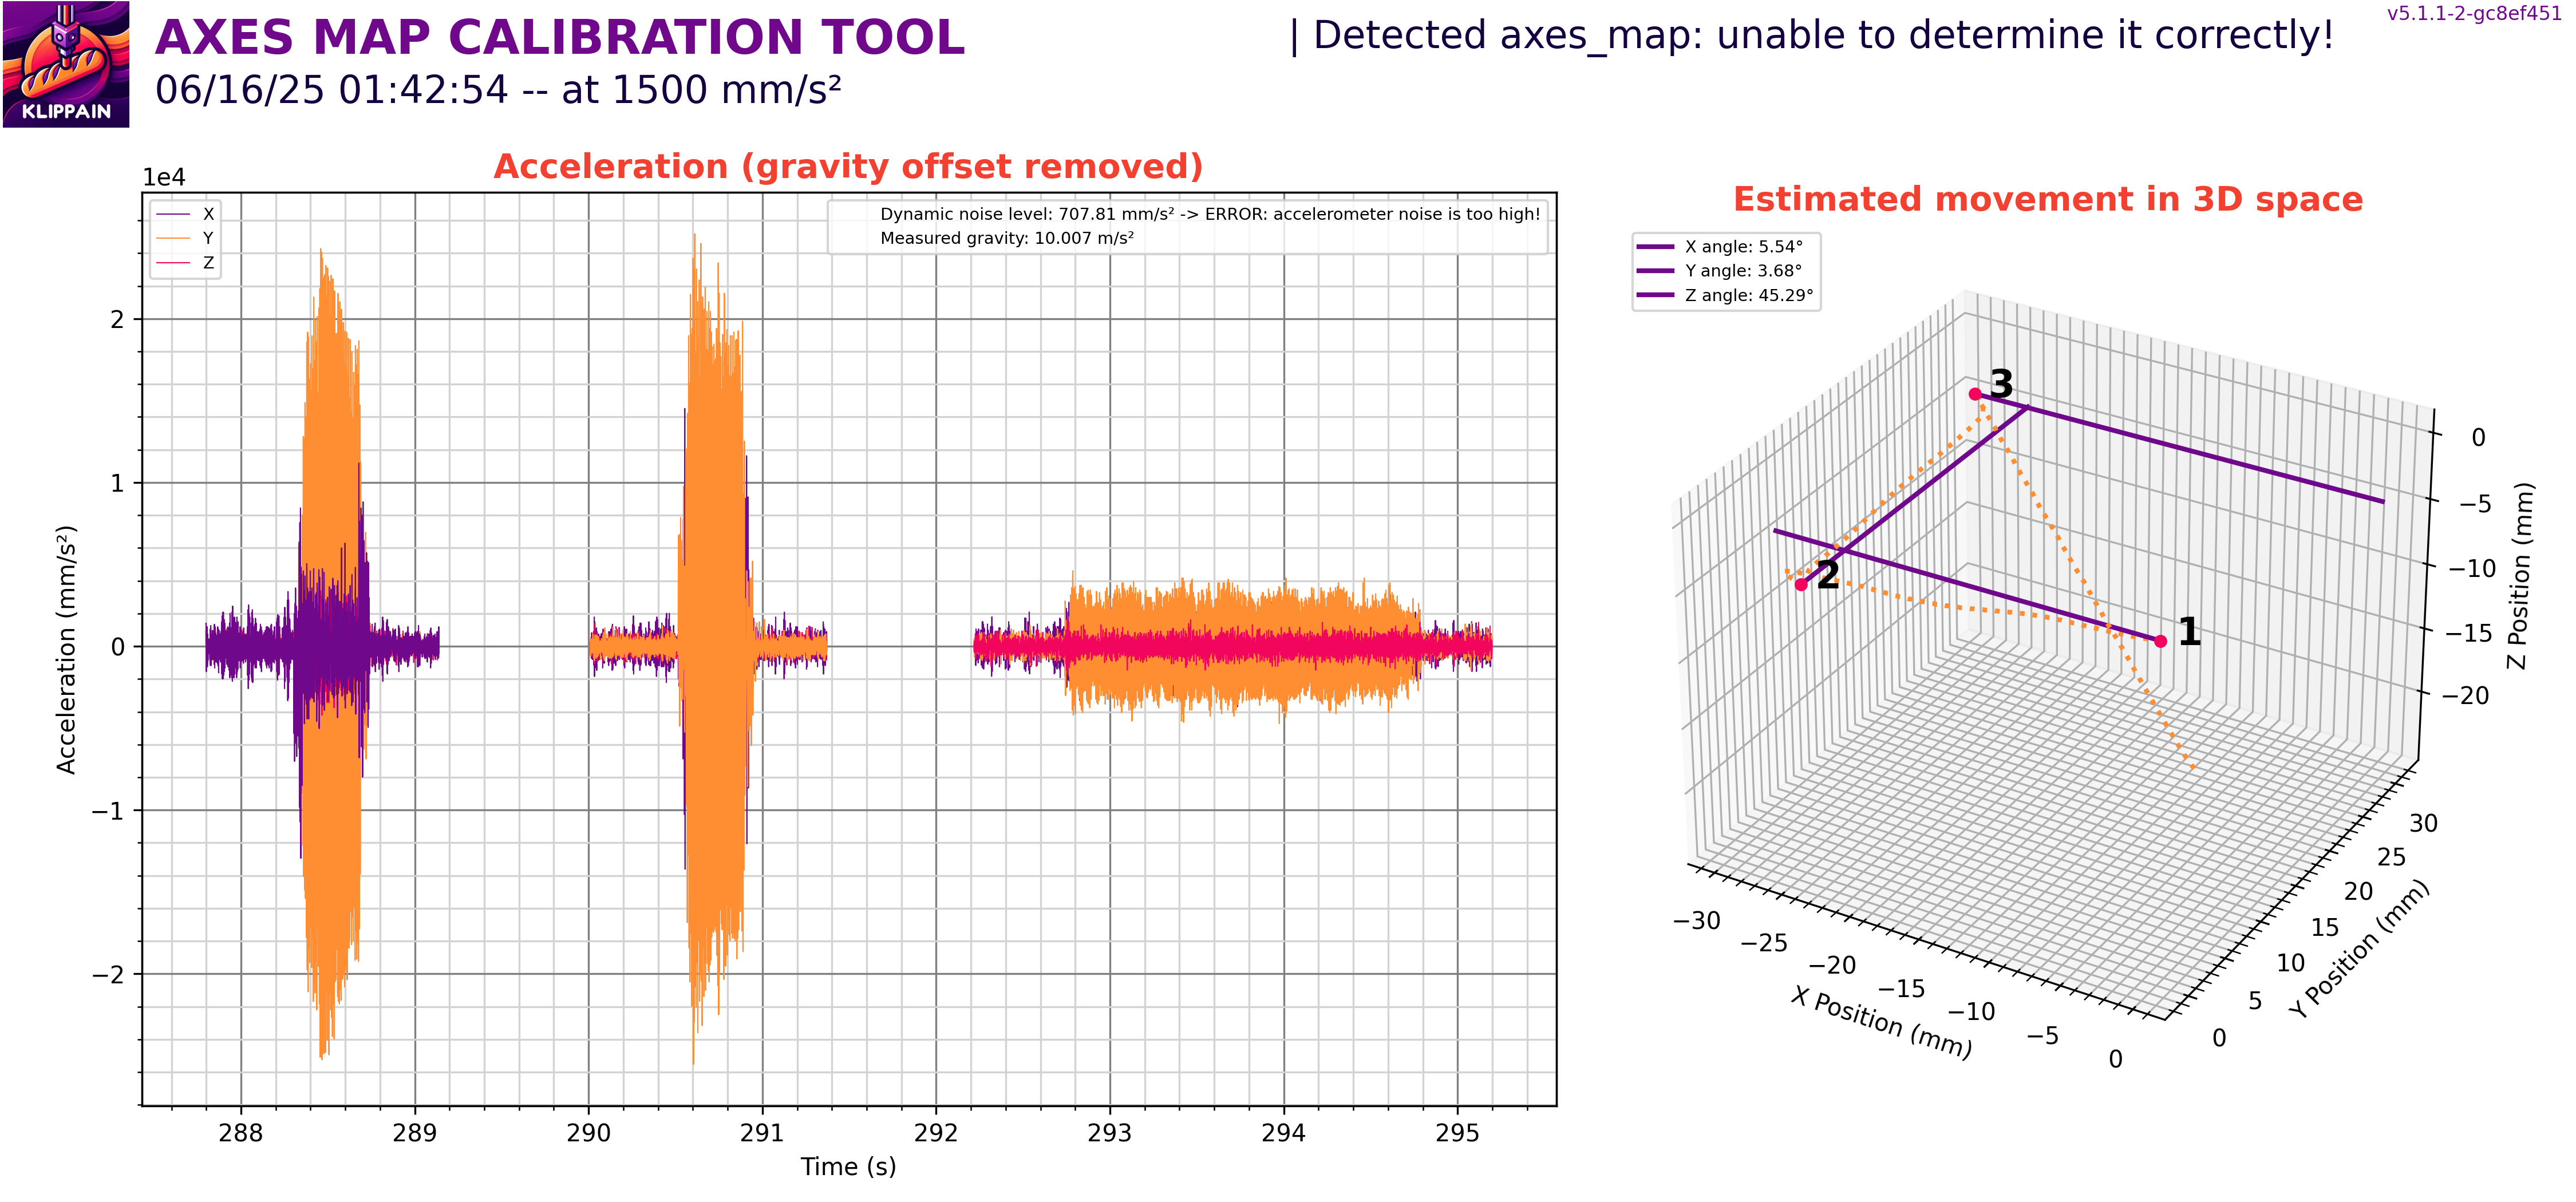 AXES MAP CALIBRATION TOOL
06/16/25 01:42:54 -- at 1500 mm/s²
| Detected axes_map: unable to determine it correctly!
v5.1.1-2-gc8ef451
KLIPPAIN
Acceleration (gravity offset removed)
1e4
X
Y
Z
Dynamic noise level: 707.81 mm/s² -> ERROR: accelerometer noise is too high!
Measured gravity: 10.007 m/s²
2
1
0
−1
−2
Acceleration (mm/s²)
288
289
290
291
292
293
294
295
Time (s)
Estimated movement in 3D space
X angle: 5.54°
Y angle: 3.68°
Z angle: 45.29°
3
2
1
0
−5
−10
−15
−20
Z Position (mm)
−30
−25
−20
−15
−10
−5
0
X Position (mm)
0
5
10
15
20
25
30
Y Position (mm)